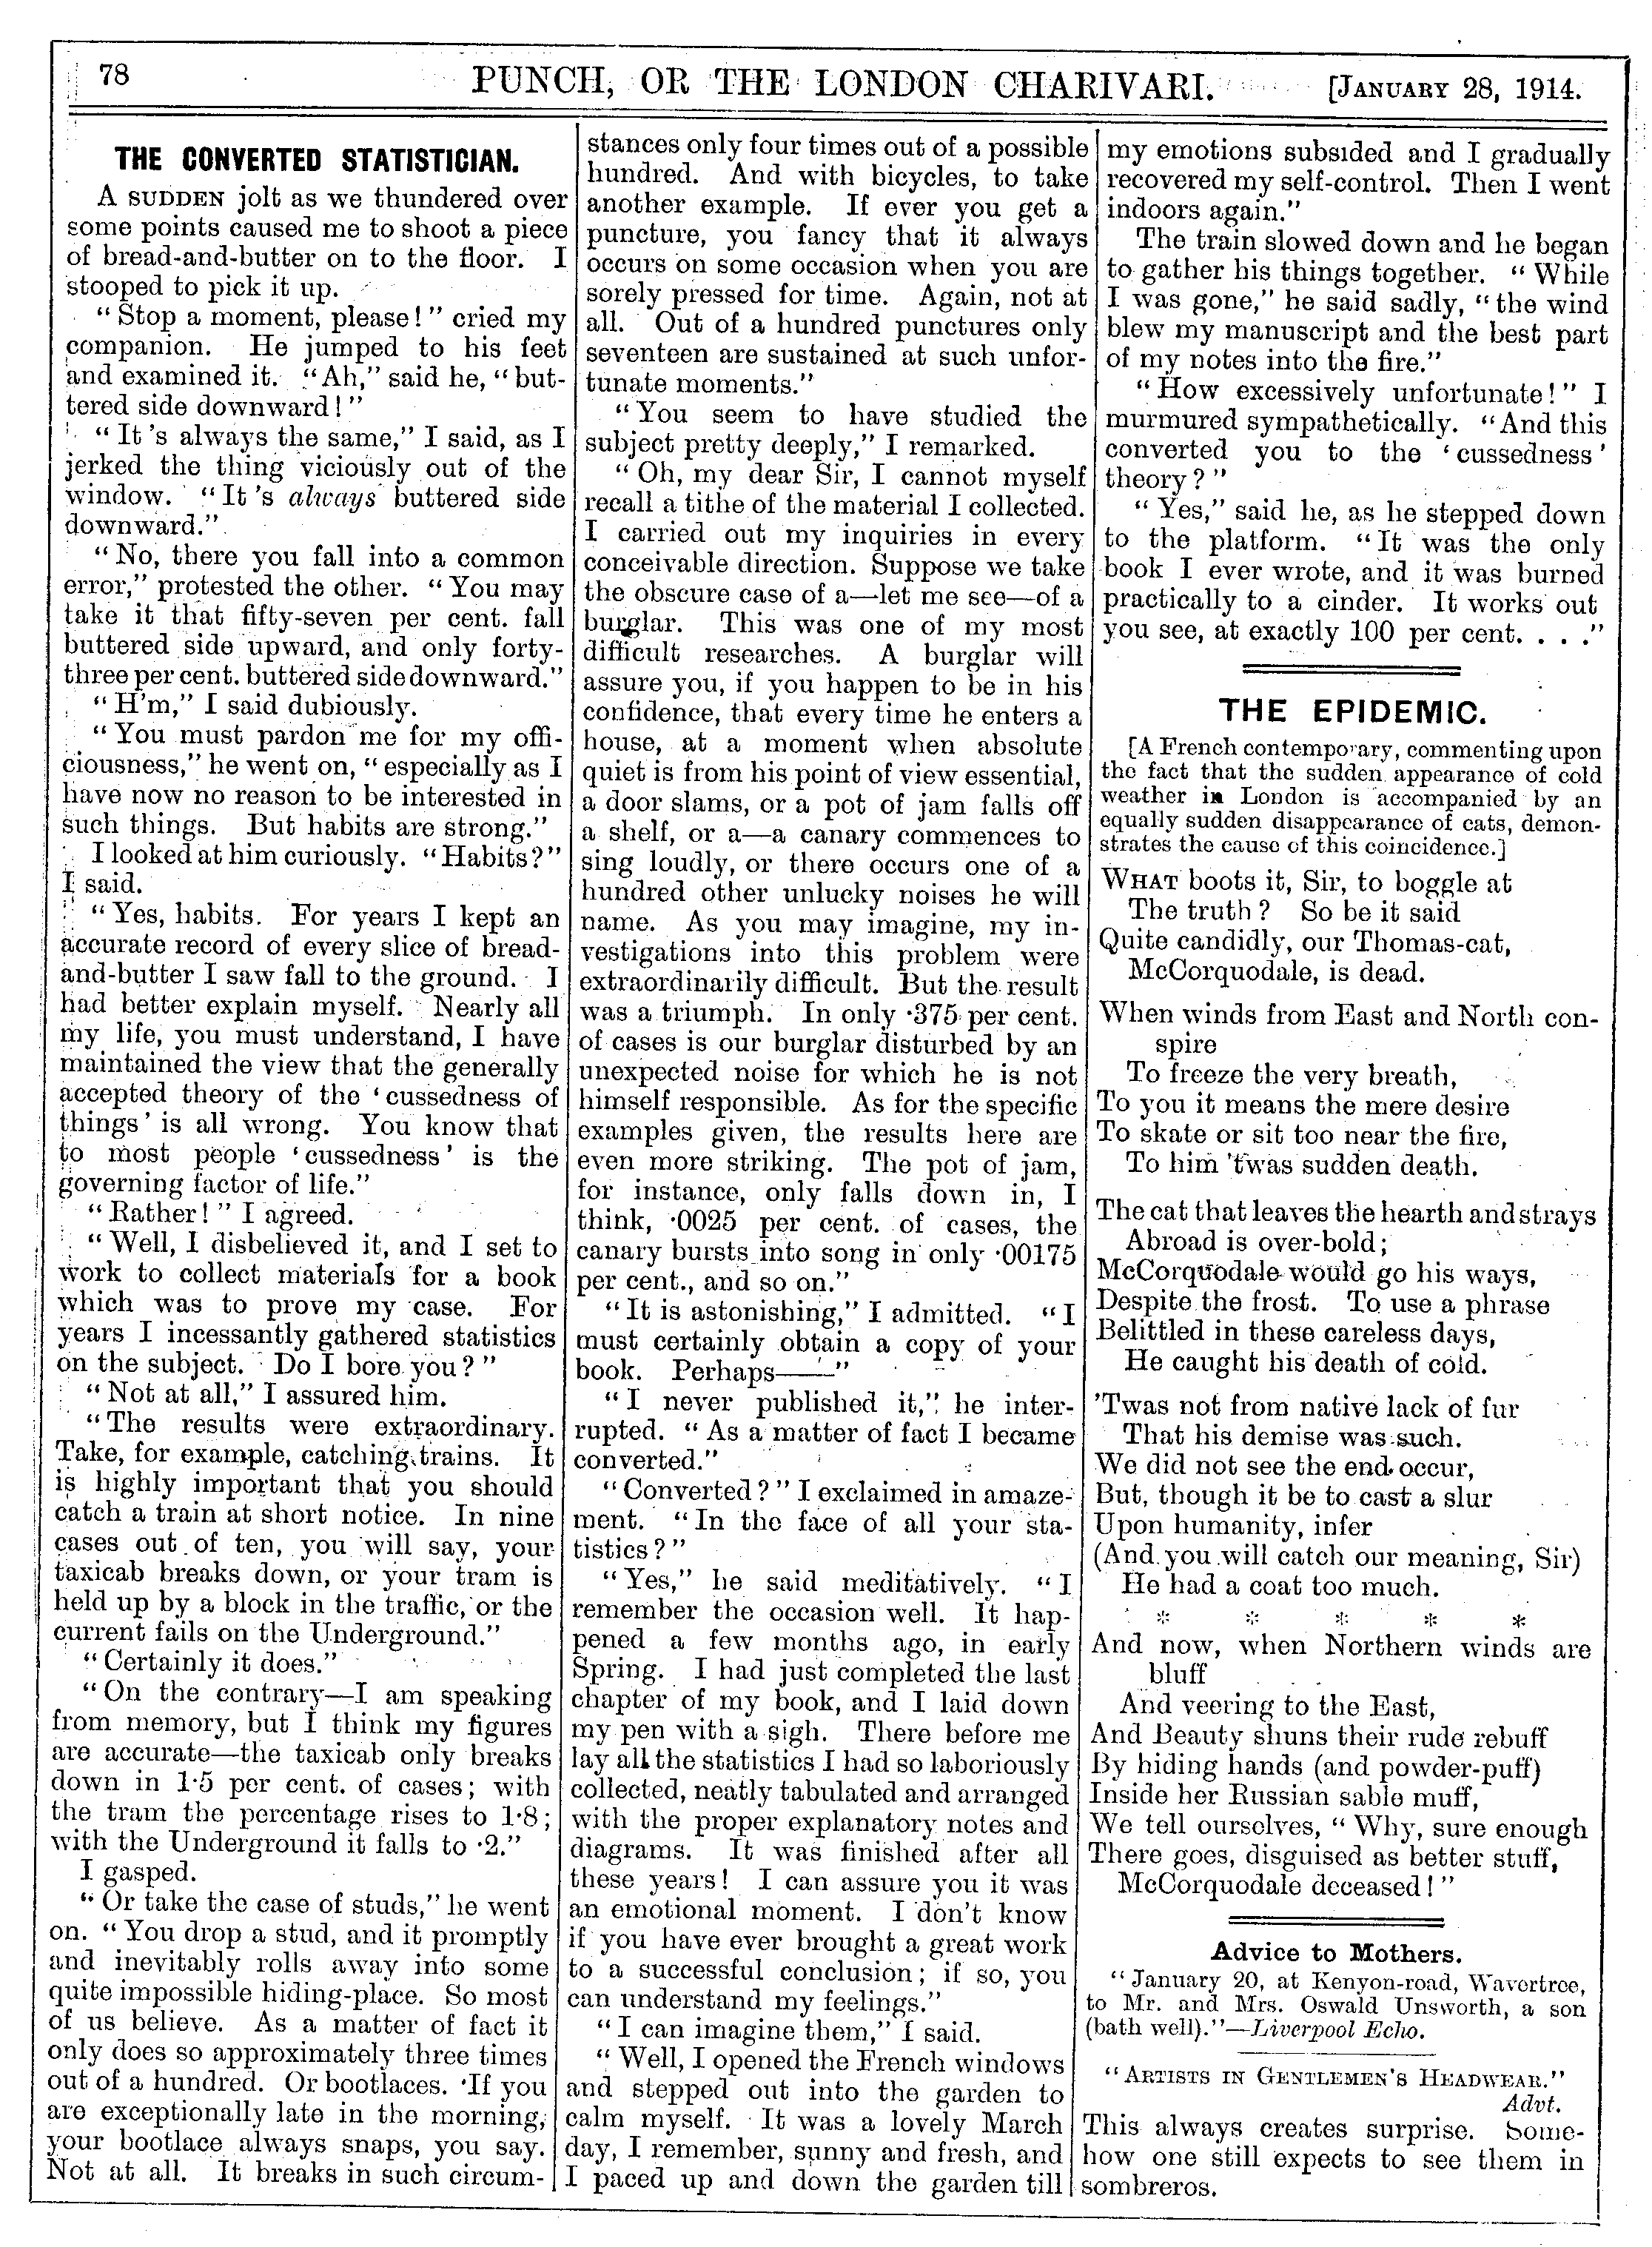 78
PUNCH, OR THE LONDON CHARIVARI.
[JANUARY 28, 1914.
THE CONVERTED STATISTICIAN.
A SUDDEN jolt as we thundered over
some points caused me to shoot a piece
of bread-and-butter on to the floor. I
stooped to pick it up.
"Stop a moment, please!" cried my
companion. He jumped to his feet
and examined it. "Ah," said he, "but-
tered side downward!"
"It's always the same," I said, as I
jerked the thing viciously out of the
window. "It's always buttered side
downward."
"No, there you fall into a common
error," protested the other. "You may
take it that fifty-seven per cent. fall
buttered side upward, and only forty-
three per cent. buttered side downward."
"H'm," I said dubiously.
"You must pardon me for my offi-
ciousness," he went on, "especially as I
have now no reason to be interested in
such things. But habits are strong."
I looked at him curiously. "Habits?"
I said.
"Yes, habits. For years I kept an
accurate record of every slice of bread-
and-butter I saw fall to the ground. I
had better explain myself. Nearly all
my life, you must understand, I have
maintained the view that the generally
accepted theory of the 'cussedness of
things' is all wrong. You know that
to most people 'cussedness' is the
governing factor of life."
"Rather!" I agreed.
"Well, I disbelieved it, and I set to
work to collect materials for a book
which was to prove my case. For
years I incessantly gathered statistics
on the subject. Do I bore you?"
"Not at all," I assured him.
"The results were extraordinary.
Take, for example, catching trains. It
is highly important that you should
catch a train at short notice. In nine
cases out of ten, you will say, your
taxicab breaks down, or your tram is
held up by a block in the traffic, or the
current fails on the Underground."
"Certainly it does."
"On the contrary—I am speaking
from memory, but I think my figures
are accurate—the taxicab only breaks
down in 1·5 per cent. of cases; with
the tram the percentage rises to 1·8;
with the Underground it falls to ·2."
I gasped.
"Or take the case of studs," he went
on. "You drop a stud, and it promptly
and inevitably rolls away into some
quite impossible hiding-place. So most
of us believe. As a matter of fact it
only does so approximately three times
out of a hundred. Or bootlaces. If you
are exceptionally late in the morning,
your bootlace always snaps, you say.
Not at all. It breaks in such circum-
stances only four times out of a possible
hundred. And with bicycles, to take
another example. If ever you get a
puncture, you fancy that it always
occurs on some occasion when you are
sorely pressed for time. Again, not at
all. Out of a hundred punctures only
seventeen are sustained at such unfor-
tunate moments."
"You seem to have studied the
subject pretty deeply," I remarked.
"Oh, my dear Sir, I cannot myself
recall a tithe of the material I collected.
I carried out my inquiries in every
conceivable direction. Suppose we take
the obscure case of a—let me see—of a
burglar. This was one of my most
difficult researches. A burglar will
assure you, if you happen to be in his
confidence, that every time he enters a
house, at a moment when absolute
quiet is from his point of view essential,
a door slams, or a pot of jam falls off
a shelf, or a—a canary commences to
sing loudly, or there occurs one of a
hundred other unlucky noises he will
name. As you may imagine, my in-
vestigations into this problem were
extraordinarily difficult. But the result
was a triumph. In only ·375 per cent.
of cases is our burglar disturbed by an
unexpected noise for which he is not
himself responsible. As for the specific
examples given, the results here are
even more striking. The pot of jam,
for instance, only falls down in, I
think, ·0025 per cent. of cases, the
canary bursts into song in only ·00175
per cent., and so on."
"It is astonishing," I admitted. "I
must certainly obtain a copy of your
book. Perhaps——"
"I never published it," he inter-
rupted. "As a matter of fact I became
converted."
"Converted?" I exclaimed in amaze-
ment. "In the face of all your sta-
tistics?"
"Yes," he said meditatively. "I
remember the occasion well. It hap-
pened a few months ago, in early
Spring. I had just completed the last
chapter of my book, and I laid down
my pen with a sigh. There before me
lay all the statistics I had so laboriously
collected, neatly tabulated and arranged
with the proper explanatory notes and
diagrams. It was finished after all
these years! I can assure you it was
an emotional moment. I don't know
if you have ever brought a great work
to a successful conclusion; if so, you
can understand my feelings."
"I can imagine them," I said.
"Well, I opened the French windows
and stepped out into the garden to
calm myself. It was a lovely March
day, I remember, sunny and fresh, and
I paced up and down the garden till
my emotions subsided and I gradually
recovered my self-control. Then I went
indoors again."
The train slowed down and he began
to gather his things together. "While
I was gone," he said sadly, "the wind
blew my manuscript and the best part
of my notes into the fire."
"How excessively unfortunate!" I
murmured sympathetically. "And this
converted you to the 'cussedness'
theory?"
"Yes," said he, as he stepped down
to the platform. "It was the only
book I ever wrote, and it was burned
practically to a cinder. It works out
you see, at exactly 100 per cent. . . ."
THE EPIDEMIC.
[A French contemporary, commenting upon
the fact that the sudden appearance of cold
weather in London is accompanied by an
equally sudden disappearance of cats, demon-
strates the cause of this coincidence.]
WHAT boots it, Sir, to boggle at
The truth? So be it said
Quite candidly, our Thomas-cat,
McCorquodale, is dead.
When winds from East and North con-
spire
To freeze the very breath,
To you it means the mere desire
To skate or sit too near the fire,
To him 'twas sudden death.
The cat that leaves the hearth and strays
Abroad is over-bold;
McCorquodale would go his ways,
Despite the frost. To use a phrase
Belittled in these careless days,
He caught his death of cold.
'Twas not from native lack of fur
That his demise was such.
We did not see the end occur,
But, though it be to cast a slur
Upon humanity, infer
(And you will catch our meaning, Sir)
He had a coat too much.
* * * * *
And now, when Northern winds are
bluff
And veering to the East,
And Beauty shuns their rude rebuff
By hiding hands (and powder-puff)
Inside her Russian sable muff,
We tell ourselves, "Why, sure enough
There goes, disguised as better stuff,
McCorquodale deceased!"
Advice to Mothers.
"January 20, at Kenyon-road, Wavertree,
to Mr. and Mrs. Oswald Unsworth, a son
(bath well)."—Liverpool Echo.
"ARTISTS IN GENTLEMEN'S HEADWEAR."
Advt.
This always creates surprise. Some-
how one still expects to see them in
sombreros.